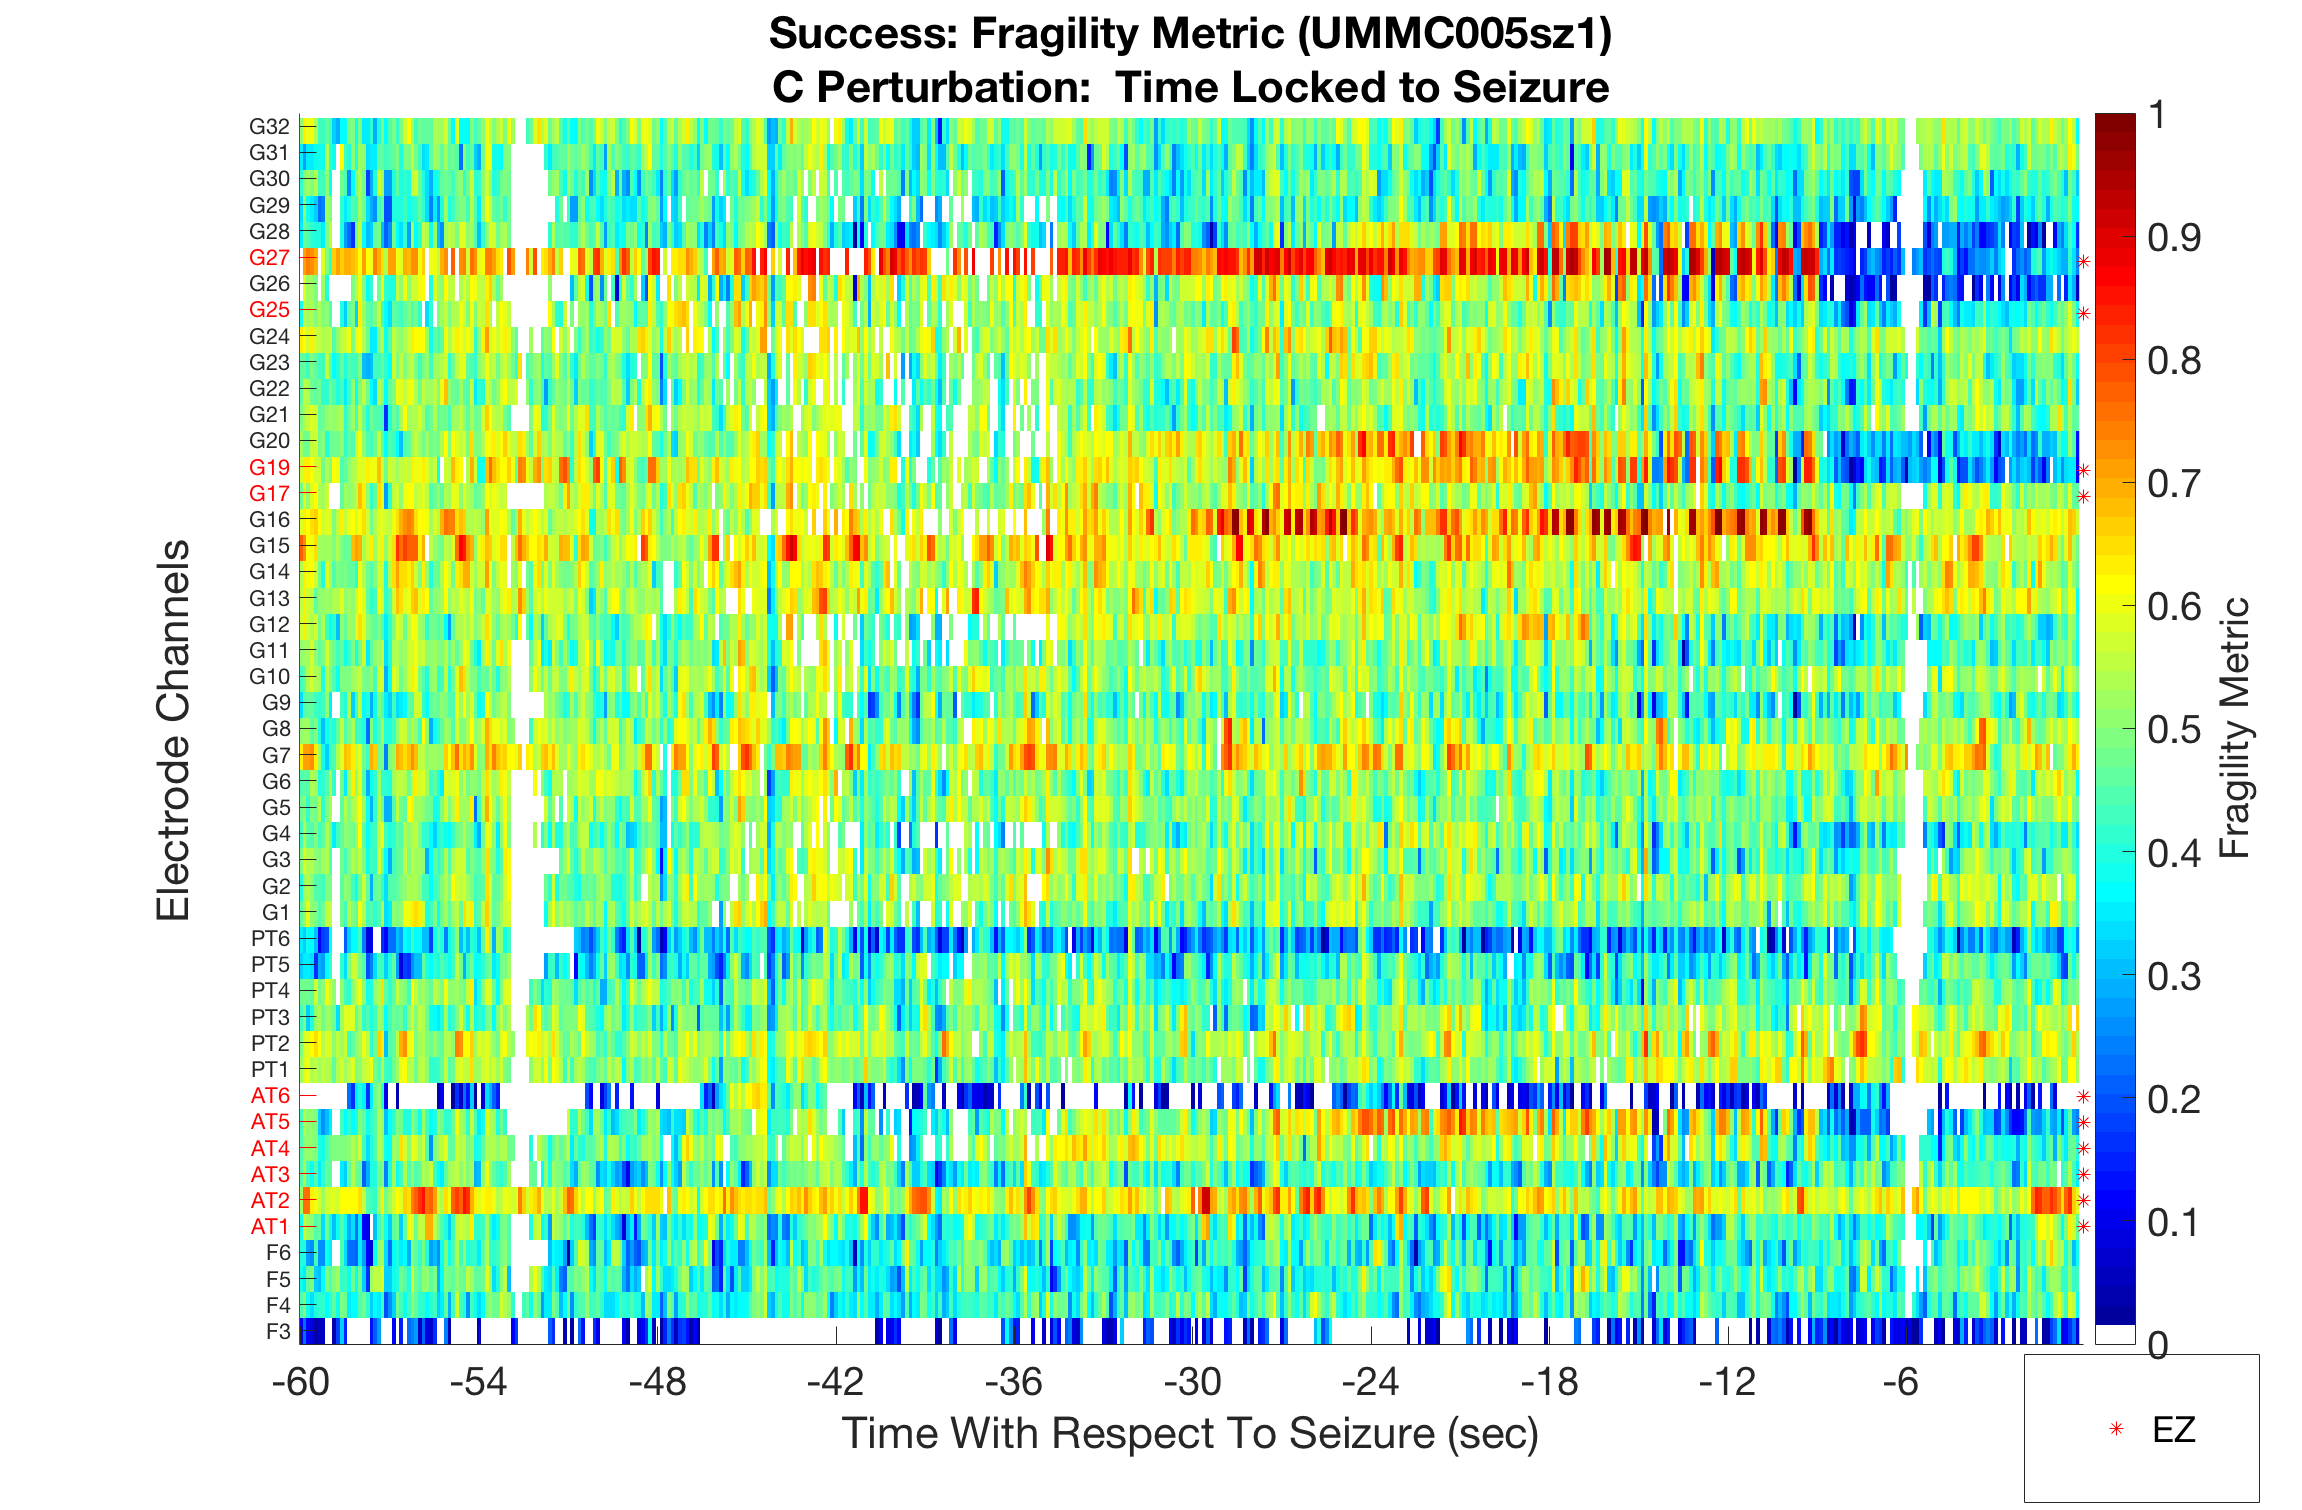 Success: Fragility Metric (UMMC005sz1)
C Perturbation: Time Locked to Seizure
Electrode Channels
G32
G31
G30
G29
G28
G27
G26
G25
G24
G23
G22
G21
G20
G19
G17
G16
G15
G14
G13
G12
G11
G10
G9
G8
G7
G6
G5
G4
G3
G2
G1
PT6
PT5
PT4
PT3
PT2
PT1
AT6
AT5
AT4
AT3
AT2
AT1
F6
F5
F4
F3
-60 -54 -48 -42 -36 -30 -24 -18 -12 -6
Time With Respect To Seizure (sec)
1
0.9
0.8
0.7
0.6
0.5
0.4
0.3
0.2
0.1
0
Fragility Metric
EZ